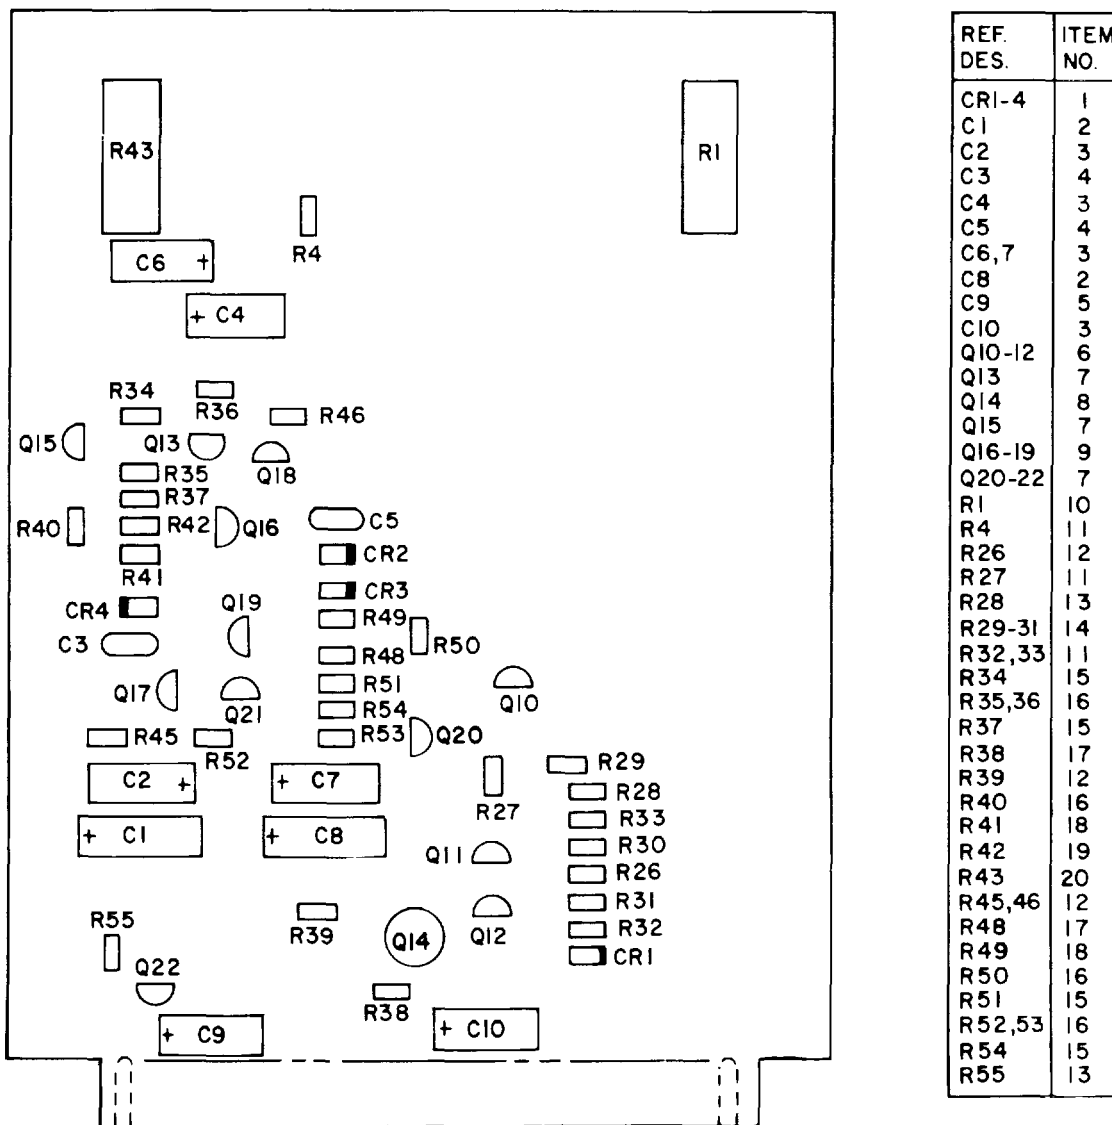 R43
R1
R4
C6 +
+ C4
R34
R36
R46
Q15
Q13
Q18
R35
R37
R40
R42
Q16
C5
R41
CR2
CR3
CR4
Q19
R49
C3
R50
R48
Q17
Q21
R51
Q10
R54
R45
R52
R53
Q20
C2 +
+ C7
R29
R27
R28
+ C1
+ C8
R33
R30
Q11
R26
R31
R55
R39
Q14
Q12
R32
CR1
Q22
R38
+ C9
+ C10
REF. DES. ITEM NO.
CR1-4 1
C1 2
C2 3
C3 4
C4 3
C5 4
C6,7 3
C8 2
C9 5
C10 3
Q10-12 6
Q13 7
Q14 8
Q15 7
Q16-19 9
Q20-22 7
R1 10
R4 11
R26 12
R27 11
R28 13
R29-31 14
R32,33 11
R34 15
R35,36 16
R37 15
R38 17
R39 12
R40 16
R41 18
R42 19
R43 20
R45,46 12
R48 17
R49 18
R50 16
R51 15
R52,53 16
R54 15
R55 13